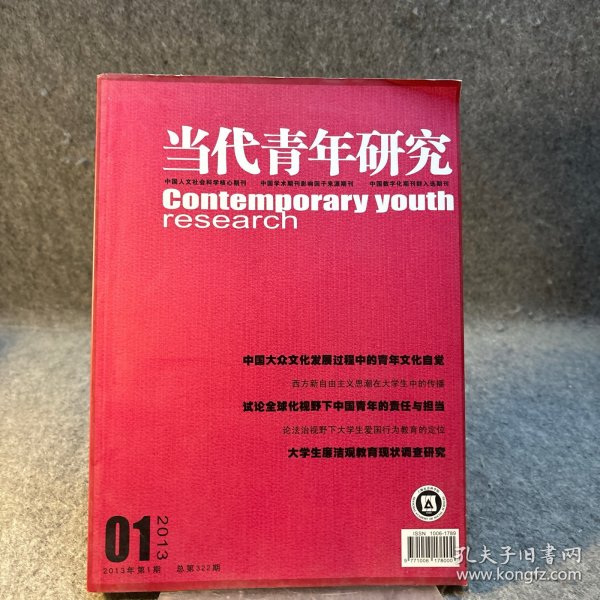 当代青年研究
中国人文社会科学核心期刊 中国学术期刊影响因子来源期刊 中国数字化期刊群入选期刊
Contemporary youth
research
中国大众文化发展过程中的青年文化自觉
西方新自由主义思潮在大学生中的传播
试论全球化视野下中国青年的责任与担当
论法治视野下大学生爱国行为教育的定位
大学生廉洁观教育现状调查研究
01
2013
2013年第1期 总第322期
ISSN 1006-1789
9 771006 178000
孔夫子旧书网
www.kongfz.com